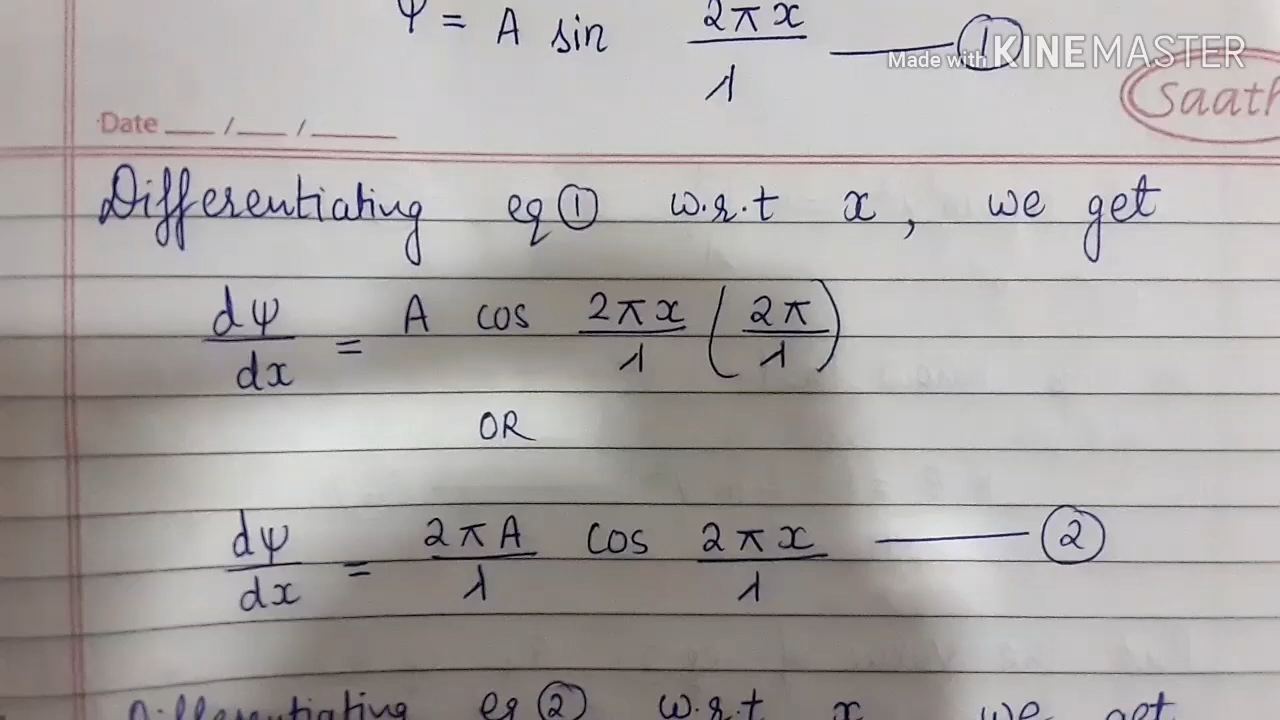 Ψ = A sin 2πx/λ —— ①
Made with KINEMASTER
Saath
Date ___ / ___ / _____
Differentiating eq ① w.r.t x, we get
dΨ/dx = A cos 2πx/λ (2π/λ)
OR
dΨ/dx = 2πA/λ cos 2πx/λ —— ②
Differentiating eq ② w.r.t x we get